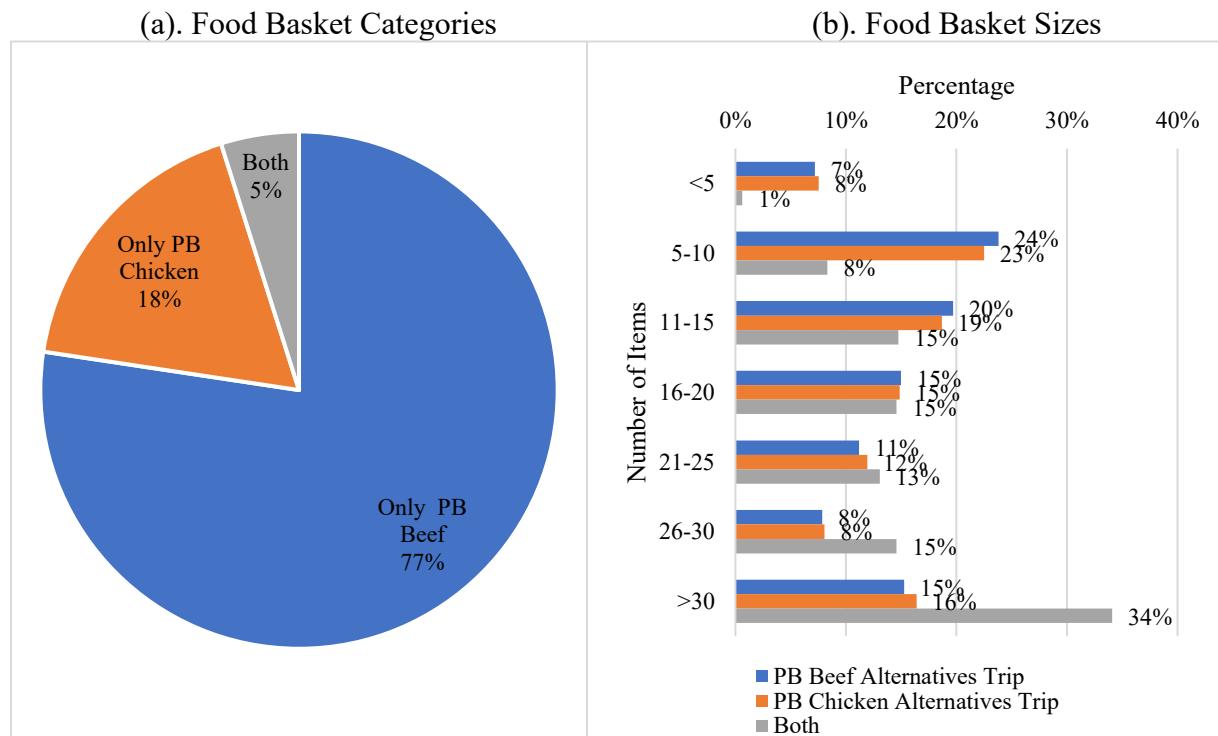 (a). Food Basket Categories
Both
5%
Only PB
Chicken
18%
Only  PB
Beef
77%
(b). Food Basket Sizes
Percentage
0% 10% 20% 30% 40%
Number of Items
<5
7%
8%
1%
5-10
24%
23%
8%
11-15
20%
19%
15%
16-20
15%
15%
15%
21-25
11%
12%
13%
26-30
8%
8%
15%
>30
15%
16%
34%
PB Beef Alternatives Trip
PB Chicken Alternatives Trip
Both